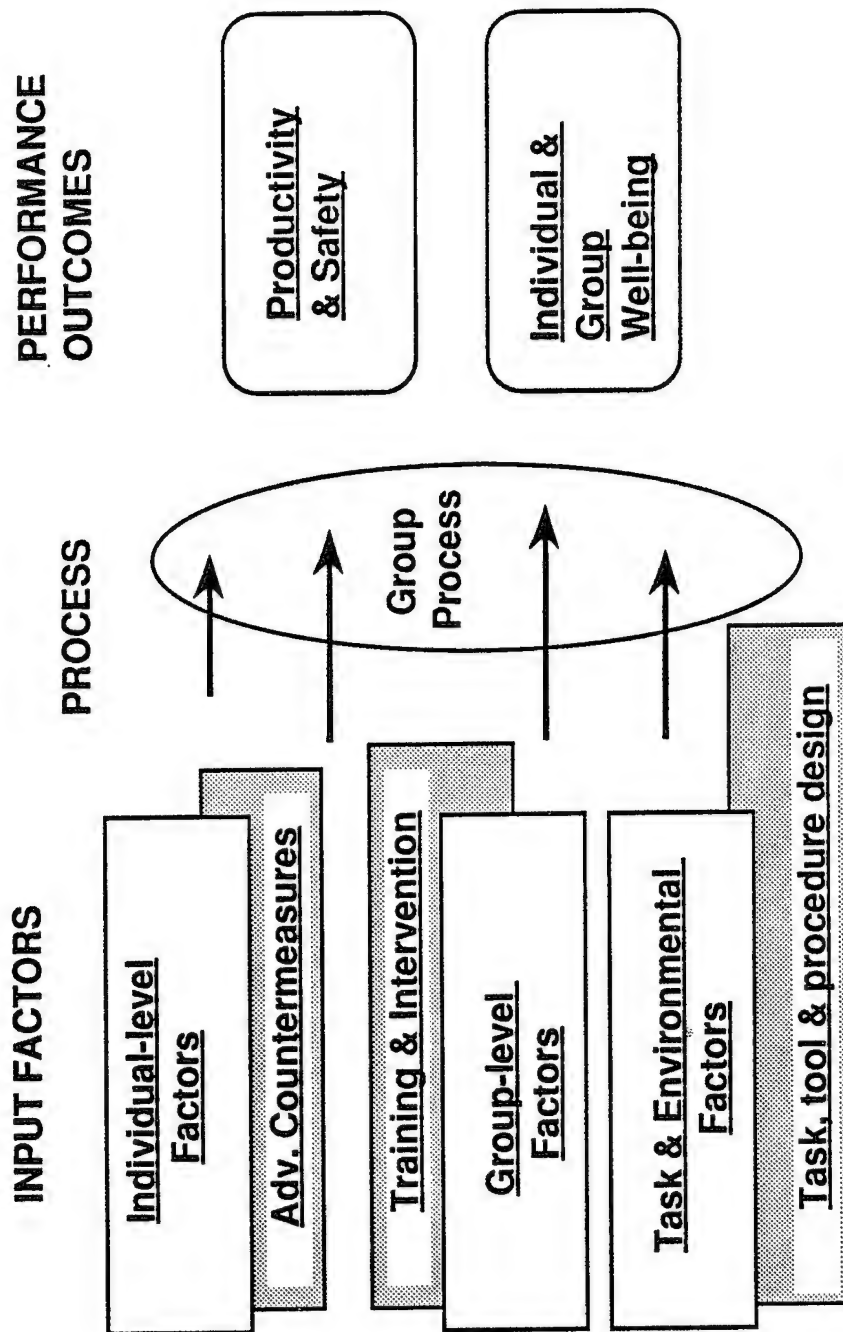 INPUT FACTORS
Individual-level
Factors
Adv. Countermeasures
Training & Intervention
Group-level
Factors
Task & Environmental
Factors
Task, tool & procedure design
PROCESS
Group
Process
PERFORMANCE
OUTCOMES
Productivity
& Safety
Individual &
Group
Well-being